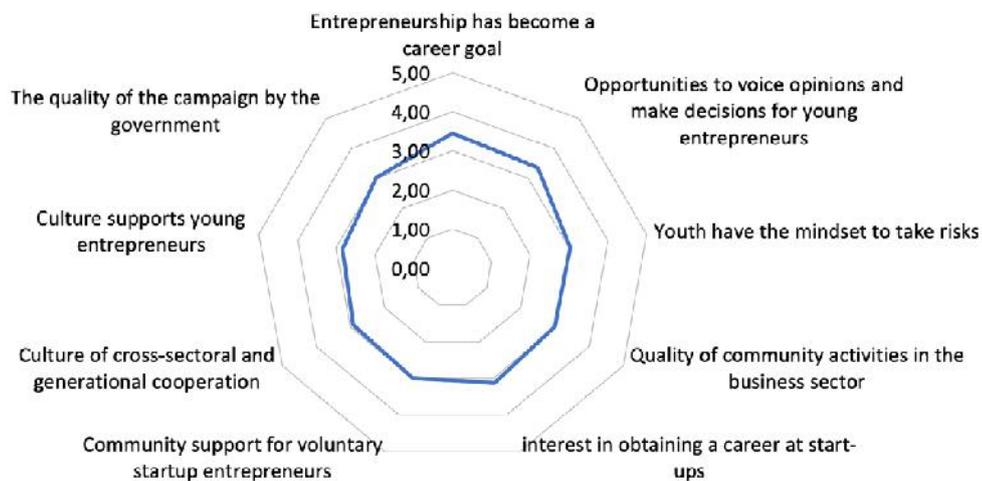 Entrepreneurship has become a
career goal
5,00
4,00
3,00
2,00
1,00
0,00
Opportunities to voice opinions and
make decisions for young
entrepreneurs
Youth have the mindset to take risks
Quality of community activities in the
business sector
interest in obtaining a career at start-
ups
Community support for voluntary
startup entrepreneurs
Culture of cross-sectoral and
generational cooperation
Culture supports young
entrepreneurs
The quality of the campaign by the
government